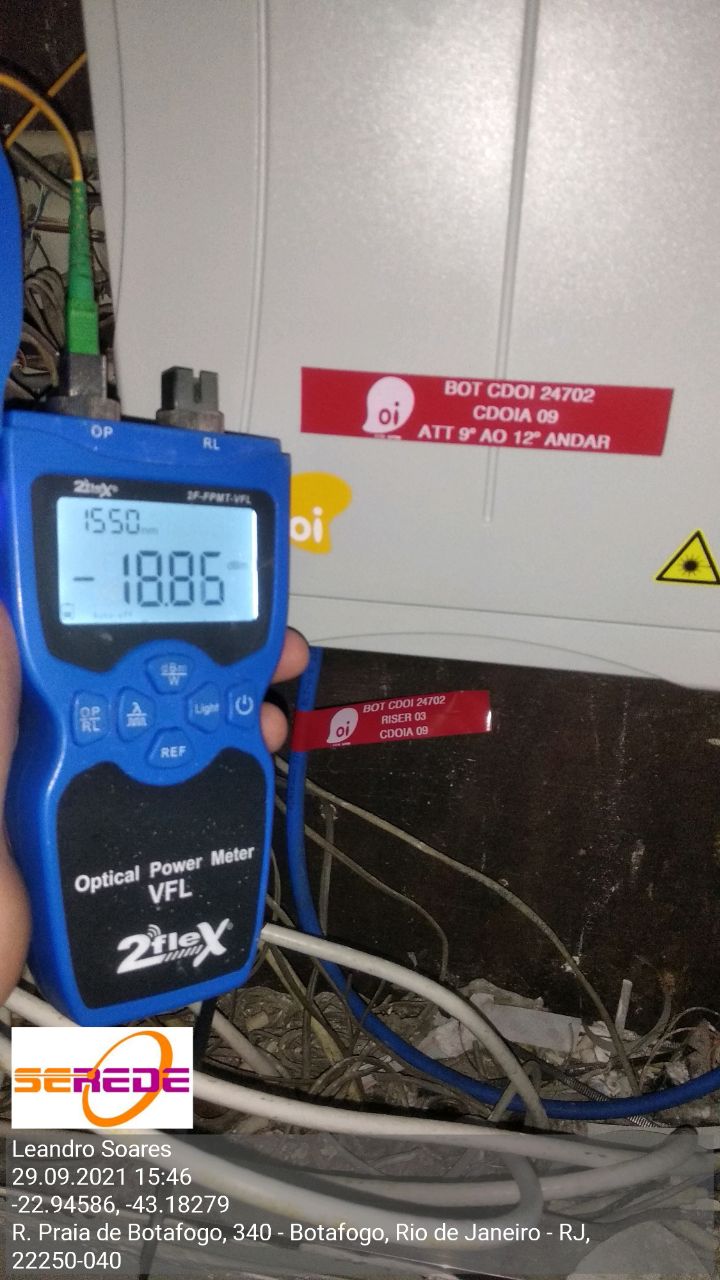 BOT CDOI 24702
oi
CDOIA 09
ATT 9º AO 12º ANDAR
OP
RL
2flex®
2F-FPMT-VFL
1550nm
-18.86 dBm
Auto-off
oi
dBm
W
OP
RL
λ
Light
REF
BOT CDOI 24702
oi
RISER 03
CDOIA 09
Optical Power Meter
VFL
2fleX®
SEREDE
Leandro Soares
29.09.2021 15:46
-22.94586, -43.18279
R. Praia de Botafogo, 340 - Botafogo, Rio de Janeiro - RJ,
22250-040